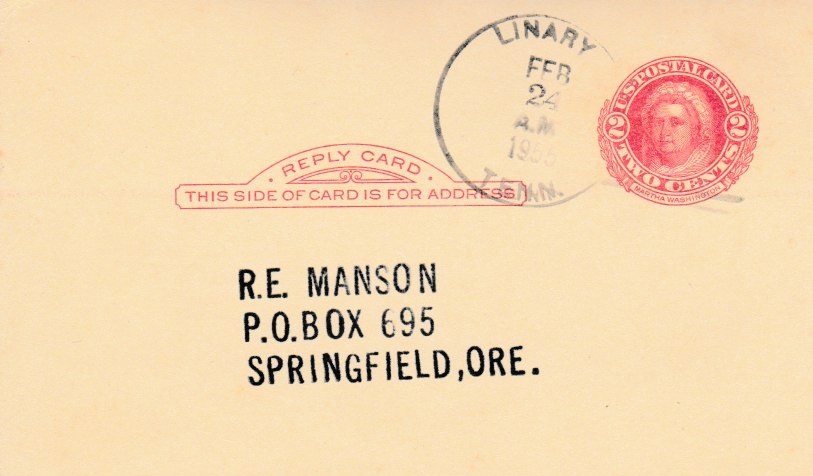 LINARY
FEB
24
A.M.
TENN.
U.S. POSTAL CARD
2 2
TWO CENTS
MARTHA WASHINGTON
REPLY CARD
THIS SIDE OF CARD IS FOR ADDRESS
R.E. MANSON
P.O.BOX 695
SPRINGFIELD,ORE.